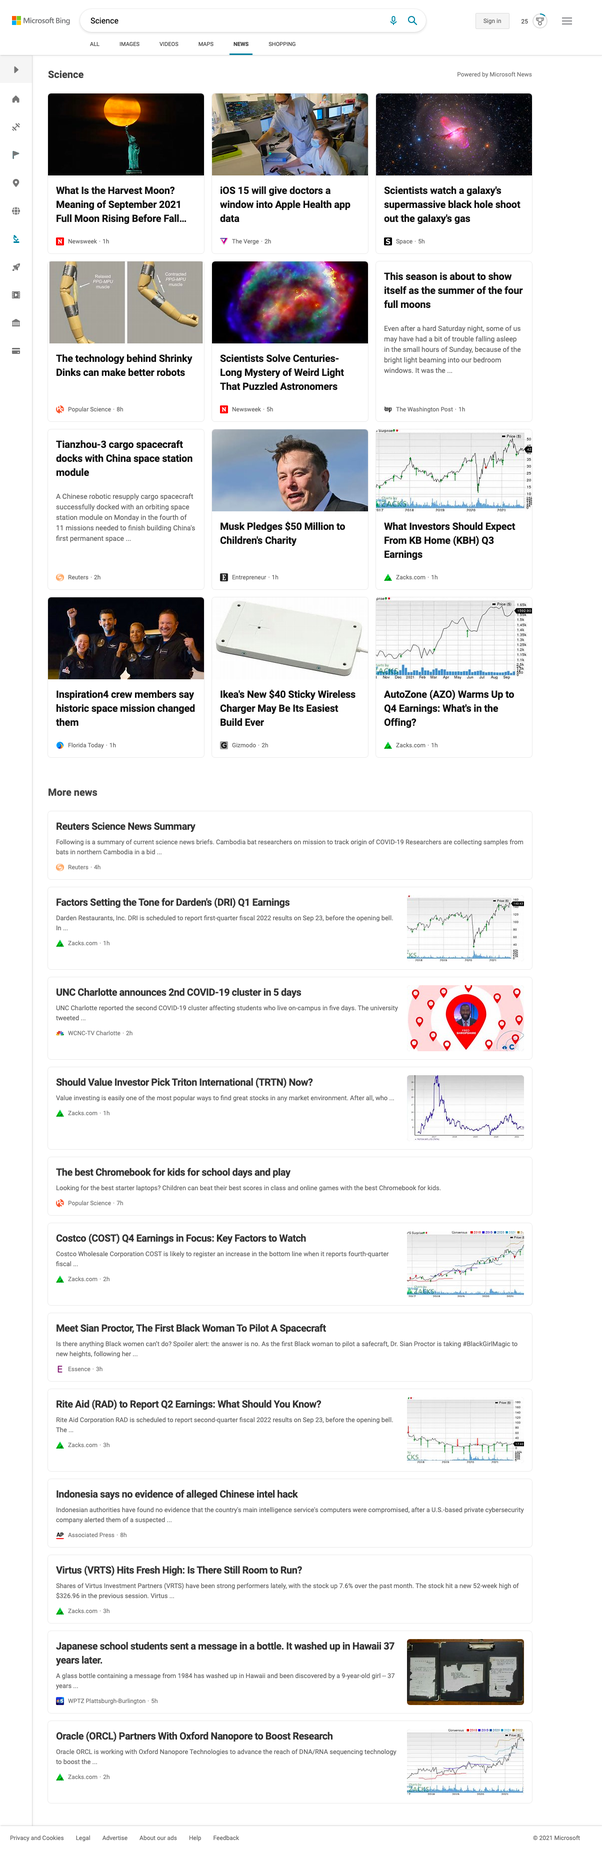 Microsoft Bing
Science
Sign in
25
ALL IMAGES VIDEOS MAPS NEWS SHOPPING
Science
Powered by Microsoft News
What Is the Harvest Moon?
Meaning of September 2021
Full Moon Rising Before Fall...
Newsweek · 1h
iOS 15 will give doctors a
window into Apple Health app
data
The Verge · 2h
Scientists watch a galaxy's
supermassive black hole shoot
out the galaxy's gas
Space · 5h
Relaxed
PPG-MPU
muscle
Contracted
PPG-MPU
muscle
The technology behind Shrinky
Dinks can make better robots
Popular Science · 8h
Scientists Solve Centuries-
Long Mystery of Weird Light
That Puzzled Astronomers
Newsweek · 5h
This season is about to show
itself as the summer of the four
full moons
Even after a hard Saturday night, some of us
may have had a bit of trouble falling asleep
in the small hours of Sunday, because of the
bright light beaming into our bedroom
windows. It was the ...
The Washington Post · 1h
Tianzhou-3 cargo spacecraft
docks with China space station
module
A Chinese robotic resupply cargo spacecraft
successfully docked with an orbiting space
station module on Monday in the fourth of
11 missions needed to finish building China's
first permanent space ...
Reuters · 2h
Musk Pledges $50 Million to
Children's Charity
Entrepreneur · 1h
What Investors Should Expect
From KB Home (KBH) Q3
Earnings
Zacks.com · 1h
Inspiration4 crew members say
historic space mission changed
them
Florida Today · 1h
Ikea's New $40 Sticky Wireless
Charger May Be Its Easiest
Build Ever
Gizmodo · 2h
AutoZone (AZO) Warms Up to
Q4 Earnings: What's in the
Offing?
Zacks.com · 1h
More news
Reuters Science News Summary
Following is a summary of current science news briefs. Cambodia bat researchers on mission to track origin of COVID-19 Researchers are collecting samples from
bats in northern Cambodia in a bid ...
Reuters · 4h
Factors Setting the Tone for Darden's (DRI) Q1 Earnings
Darden Restaurants, Inc. DRI is scheduled to report first-quarter fiscal 2022 results on Sep 23, before the opening bell.
In ...
Zacks.com · 1h
UNC Charlotte announces 2nd COVID-19 cluster in 5 days
UNC Charlotte reported the second COVID-19 cluster affecting students who live on-campus in five days. The university
tweeted ...
WCNC-TV Charlotte · 2h
Should Value Investor Pick Triton International (TRTN) Now?
Value investing is easily one of the most popular ways to find great stocks in any market environment. After all, who ...
Zacks.com · 1h
The best Chromebook for kids for school days and play
Looking for the best starter laptops? Children can beat their best scores in class and online games with the best Chromebook for kids.
Popular Science · 7h
Costco (COST) Q4 Earnings in Focus: Key Factors to Watch
Costco Wholesale Corporation COST is likely to register an increase in the bottom line when it reports fourth-quarter
fiscal ...
Zacks.com · 2h
Meet Sian Proctor, The First Black Woman To Pilot A Spacecraft
Is there anything Black women can't do? Spoiler alert: the answer is no. As the first Black woman to pilot a safecraft, Dr. Sian Proctor is taking #BlackGirlMagic to
new heights, following her ...
Essence · 3h
Rite Aid (RAD) to Report Q2 Earnings: What Should You Know?
Rite Aid Corporation RAD is scheduled to report second-quarter fiscal 2022 results on Sep 23, before the opening bell.
The ...
Zacks.com · 3h
Indonesia says no evidence of alleged Chinese intel hack
Indonesian authorities have found no evidence that the country's main intelligence service's computers were compromised, after a U.S.-based private cybersecurity
company alerted them of a suspected ...
Associated Press · 8h
Virtus (VRTS) Hits Fresh High: Is There Still Room to Run?
Shares of Virtus Investment Partners (VRTS) have been strong performers lately, with the stock up 7.6% over the past month. The stock hit a new 52-week high of
$326.96 in the previous session. Virtus ...
Zacks.com · 3h
Japanese school students sent a message in a bottle. It washed up in Hawaii 37
years later.
A glass bottle containing a message from 1984 has washed up in Hawaii and been discovered by a 9-year-old girl – 37
years ...
WPTZ Plattsburgh-Burlington · 5h
Oracle (ORCL) Partners With Oxford Nanopore to Boost Research
Oracle ORCL is working with Oxford Nanopore Technologies to advance the reach of DNA/RNA sequencing technology
to boost the ...
Zacks.com · 2h
Privacy and Cookies Legal Advertise About our ads Help Feedback
© 2021 Microsoft